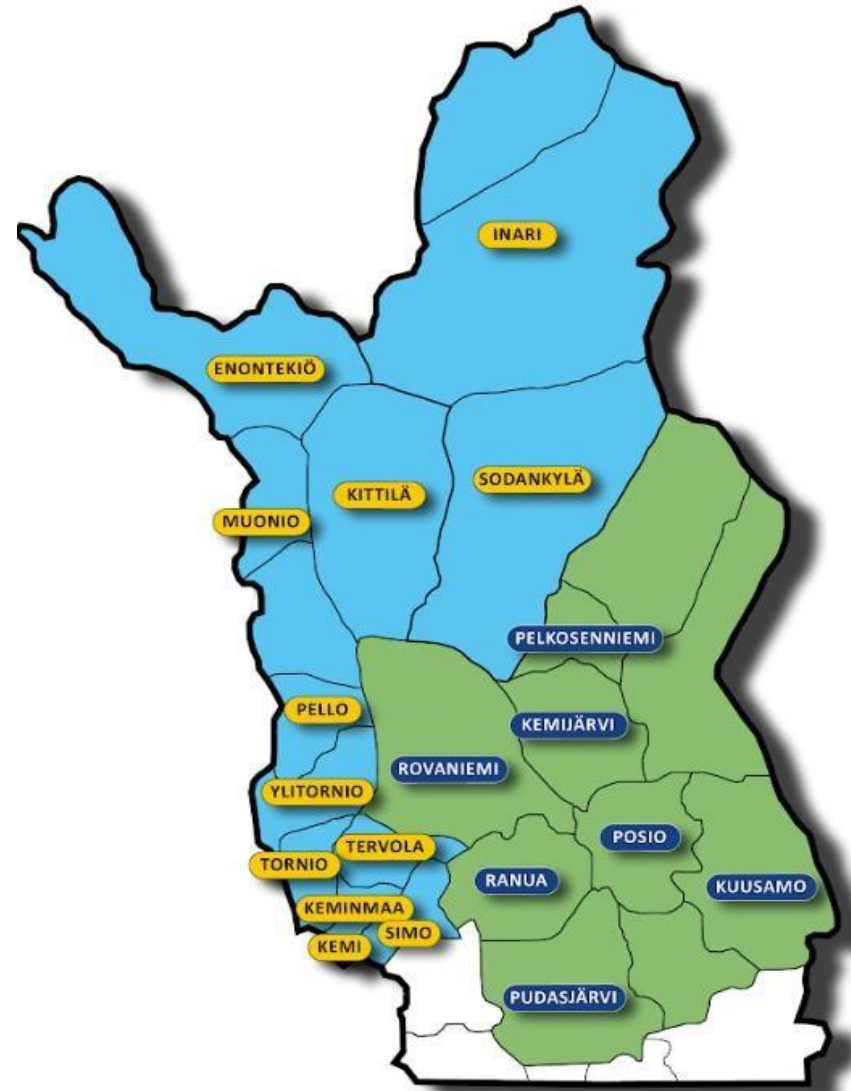 INARI
ENONTEKIÖ
SODANKYLÄ
KITTILÄ
MUONIO
PELKOSENNIEMI
PELLO
KEMIJÄRVI
ROVANIEMI
YLITORNIO
POSIO
TERVOLA
TORNIO
RANUA
KUUSAMO
KEMINMAA
SIMO
KEMI
PUDASJÄRVI